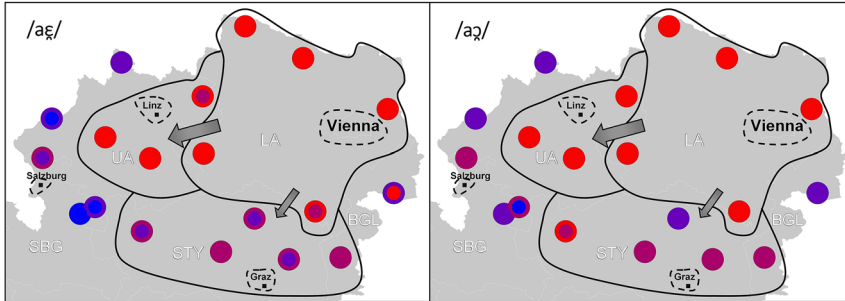 /aɛ̯/
Linz
UA
LA
Vienna
Salzburg
SBG
STY
BGL
Graz
/aɔ̯/
Linz
UA
LA
Vienna
Salzburg
SBG
STY
BGL
Graz